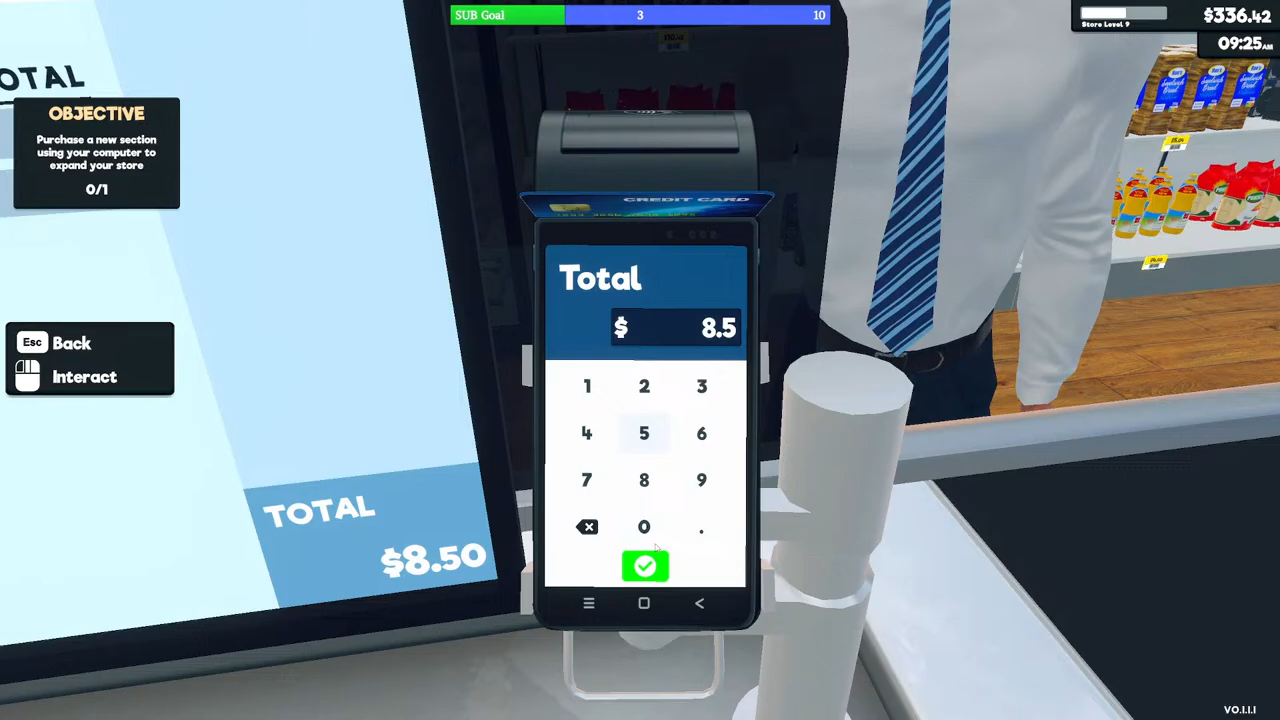 SUB Goal 3 10
$336.42
Store Level 9
09:25AM
OTAL
OBJECTIVE
Purchase a new section
using your computer to
expand your store
0/1
CREDIT CARD
Total
$ 8.5
Esc Back
Interact
1 2 3
4 5 6
7 8 9
0 .
TOTAL
$8.50
V0.1.1.1